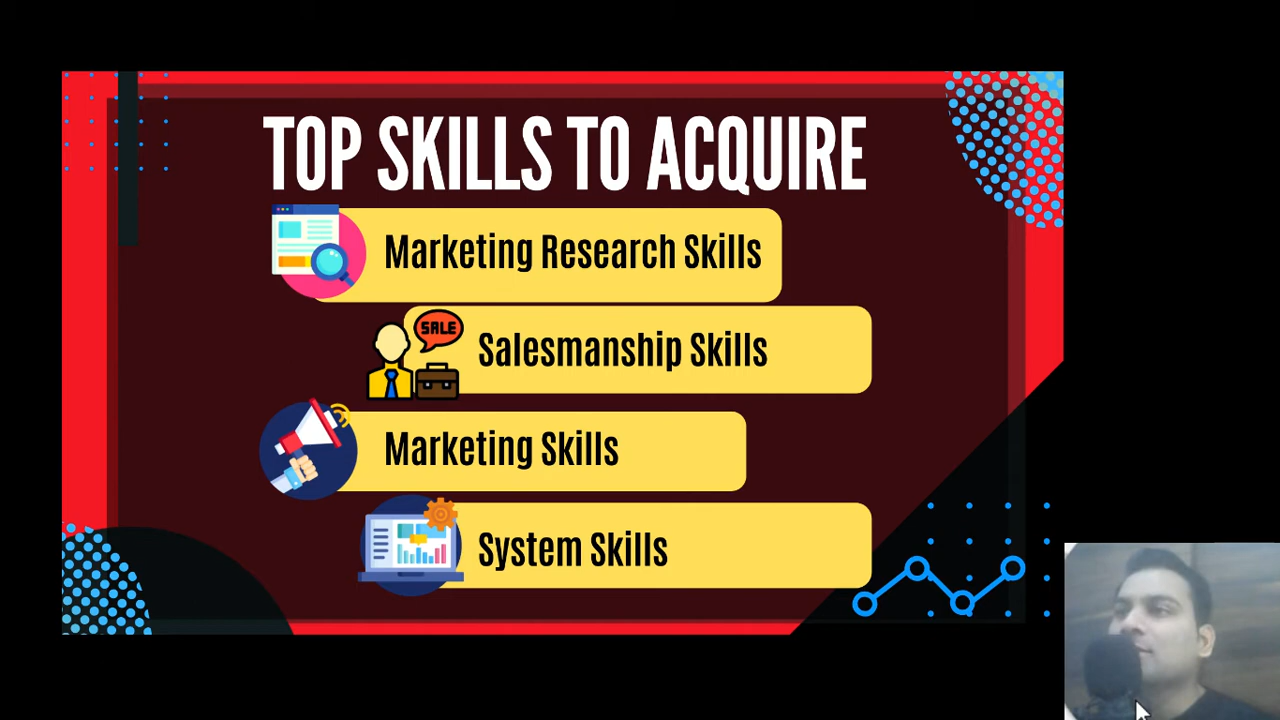 TOP SKILLS TO ACQUIRE
Marketing Research Skills
SALE
Salesmanship Skills
Marketing Skills
System Skills